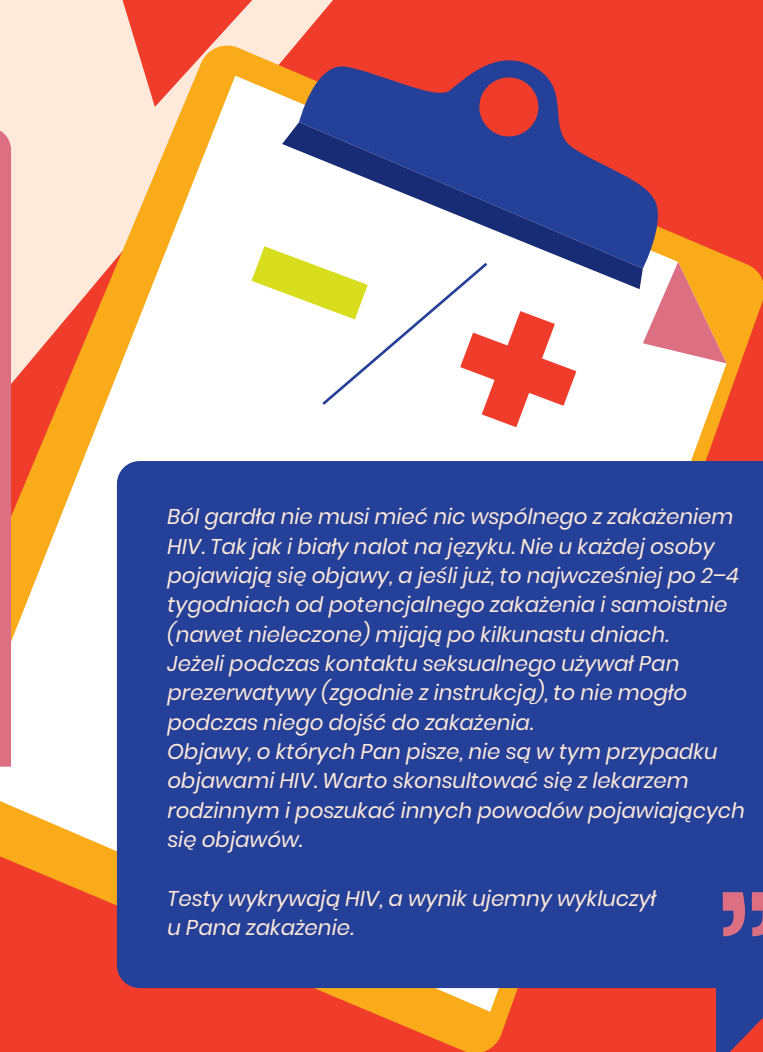 Ból gardła nie musi mieć nic wspólnego z zakażeniem
HIV. Tak jak i biały nalot na języku. Nie u każdej osoby
pojawiają się objawy, a jeśli już, to najwcześniej po 2–4
tygodniach od potencjalnego zakażenia i samoistnie
(nawet nieleczone) mijają po kilkunastu dniach.
Jeżeli podczas kontaktu seksualnego używał Pan
prezerwatywy (zgodnie z instrukcją), to nie mogło
podczas niego dojść do zakażenia.
Objawy, o których Pan pisze, nie są w tym przypadku
objawami HIV. Warto skonsultować się z lekarzem
rodzinnym i poszukać innych powodów pojawiających
się objawów.

Testy wykrywają HIV, a wynik ujemny wykluczył
u Pana zakażenie.
”